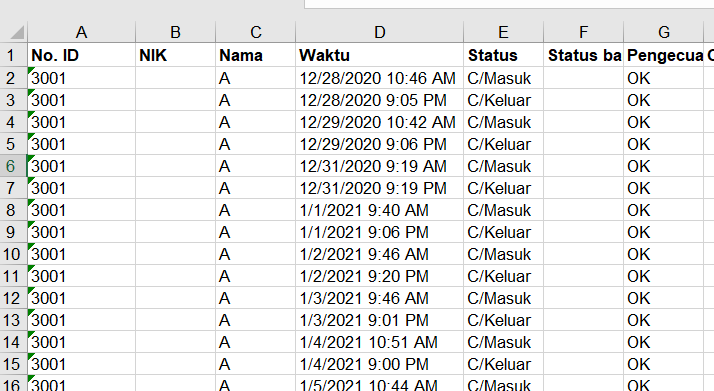 A B C D E F G
1 No. ID NIK Nama Waktu Status Status ba Pengecua
2 3001 A 12/28/2020 10:46 AM C/Masuk OK
3 3001 A 12/28/2020 9:05 PM C/Keluar OK
4 3001 A 12/29/2020 10:42 AM C/Masuk OK
5 3001 A 12/29/2020 9:06 PM C/Keluar OK
6 3001 A 12/31/2020 9:19 AM C/Masuk OK
7 3001 A 12/31/2020 9:19 PM C/Keluar OK
8 3001 A 1/1/2021 9:40 AM C/Masuk OK
9 3001 A 1/1/2021 9:06 PM C/Keluar OK
10 3001 A 1/2/2021 9:46 AM C/Masuk OK
11 3001 A 1/2/2021 9:20 PM C/Keluar OK
12 3001 A 1/3/2021 9:46 AM C/Masuk OK
13 3001 A 1/3/2021 9:01 PM C/Keluar OK
14 3001 A 1/4/2021 10:51 AM C/Masuk OK
15 3001 A 1/4/2021 9:00 PM C/Keluar OK
16 3001 A 1/5/2021 10:44 AM C/Masuk OK